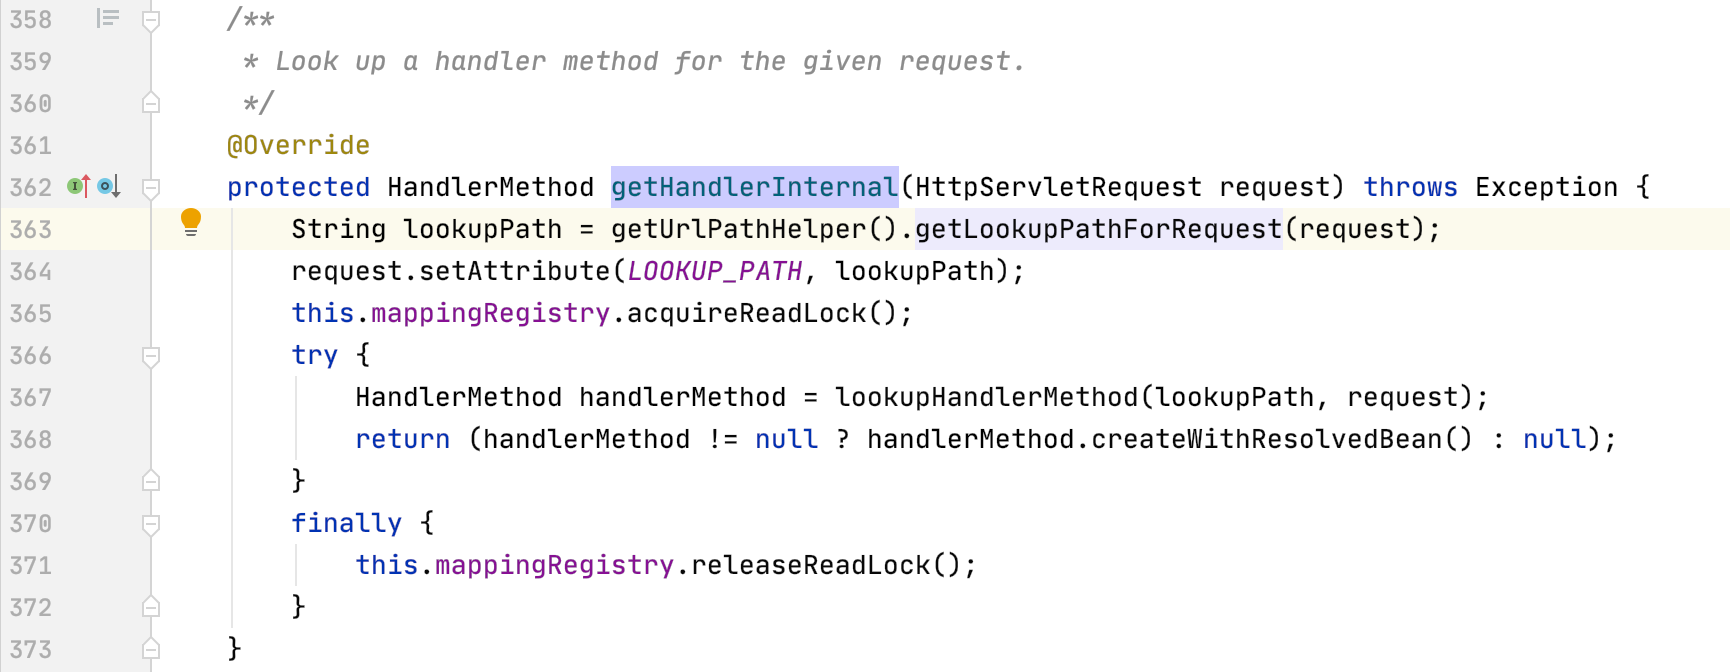 358 /**
359  * Look up a handler method for the given request.
360  */
361 @Override
362 protected HandlerMethod getHandlerInternal(HttpServletRequest request) throws Exception {
363     String lookupPath = getUrlPathHelper().getLookupPathForRequest(request);
364     request.setAttribute(LOOKUP_PATH, lookupPath);
365     this.mappingRegistry.acquireReadLock();
366     try {
367         HandlerMethod handlerMethod = lookupHandlerMethod(lookupPath, request);
368         return (handlerMethod != null ? handlerMethod.createWithResolvedBean() : null);
369     }
370     finally {
371         this.mappingRegistry.releaseReadLock();
372     }
373 }